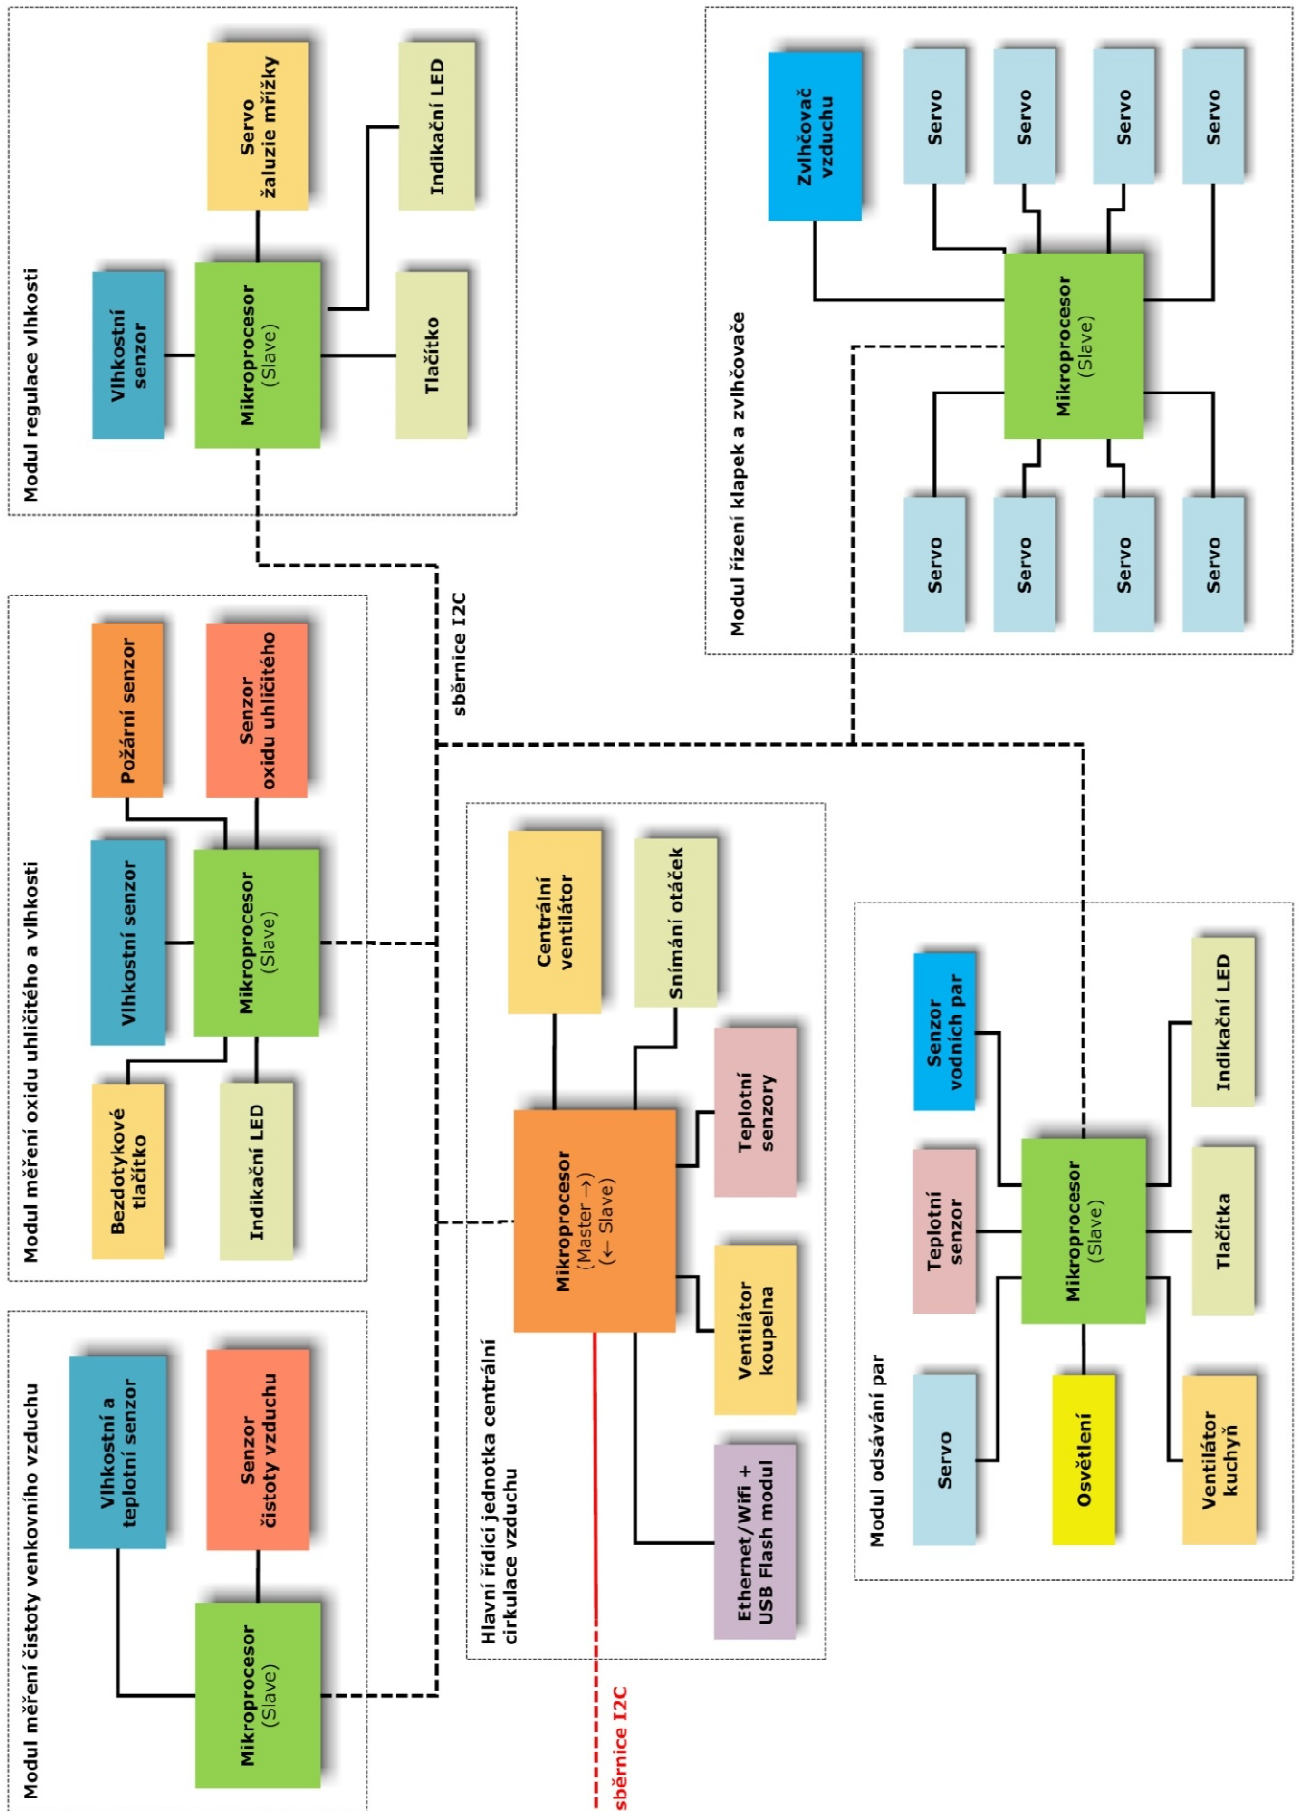 Modul měření čistoty venkovního vzduchu
Vlhkostní a
teplotní senzor
Senzor
čistoty vzduchu
Mikroprocesor
(Slave)
Modul měření oxidu uhličitého a vlhkosti
Bezdotykové
tlačítko
Vlhkostní senzor
Požární senzor
Indikační LED
Mikroprocesor
(Slave)
Senzor
oxidu uhličitého
Modul regulace vlhkosti
Vlhkostní
senzor
Mikroprocesor
(Slave)
Servo
žaluzie mřížky
Tlačítko
Indikační LED
sběrnice I2C
Hlavní řídící jednotka centrální
cirkulace vzduchu
Mikroprocesor
(Master →)
(← Slave)
Centrální
ventilátor
Snímání otáček
Ethernet/Wifi +
USB Flash modul
Ventilátor
koupelna
Teplotní
senzory
sběrnice I2C
Modul řízení klapek a zvlhčovače
Zvlhčovač
vzduchu
Servo
Servo
Servo
Servo
Mikroprocesor
(Slave)
Servo
Servo
Servo
Servo
Modul odsávání par
Servo
Teplotní
senzor
Senzor
vodních par
Osvětlení
Mikroprocesor
(Slave)
Ventilátor
kuchyň
Tlačítka
Indikační LED